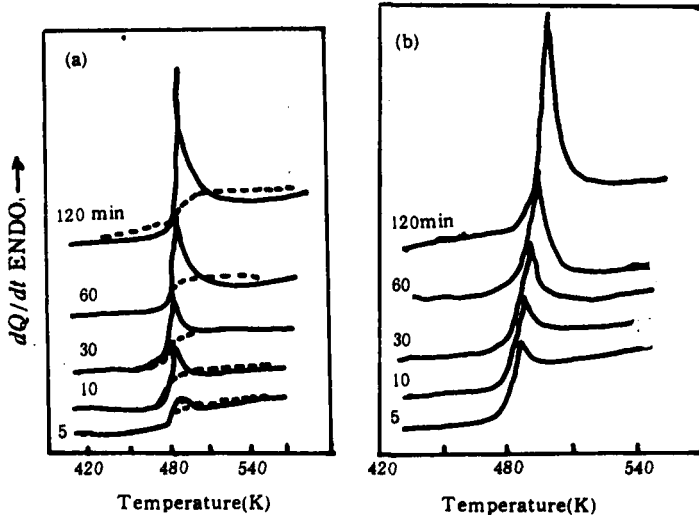 (a)
120 min
60
30
10
5
420 480 540
Temperature(K)
dQ/dt ENDO, →
(b)
120min
60
30
10
5
420 480 540
Temperature(K)